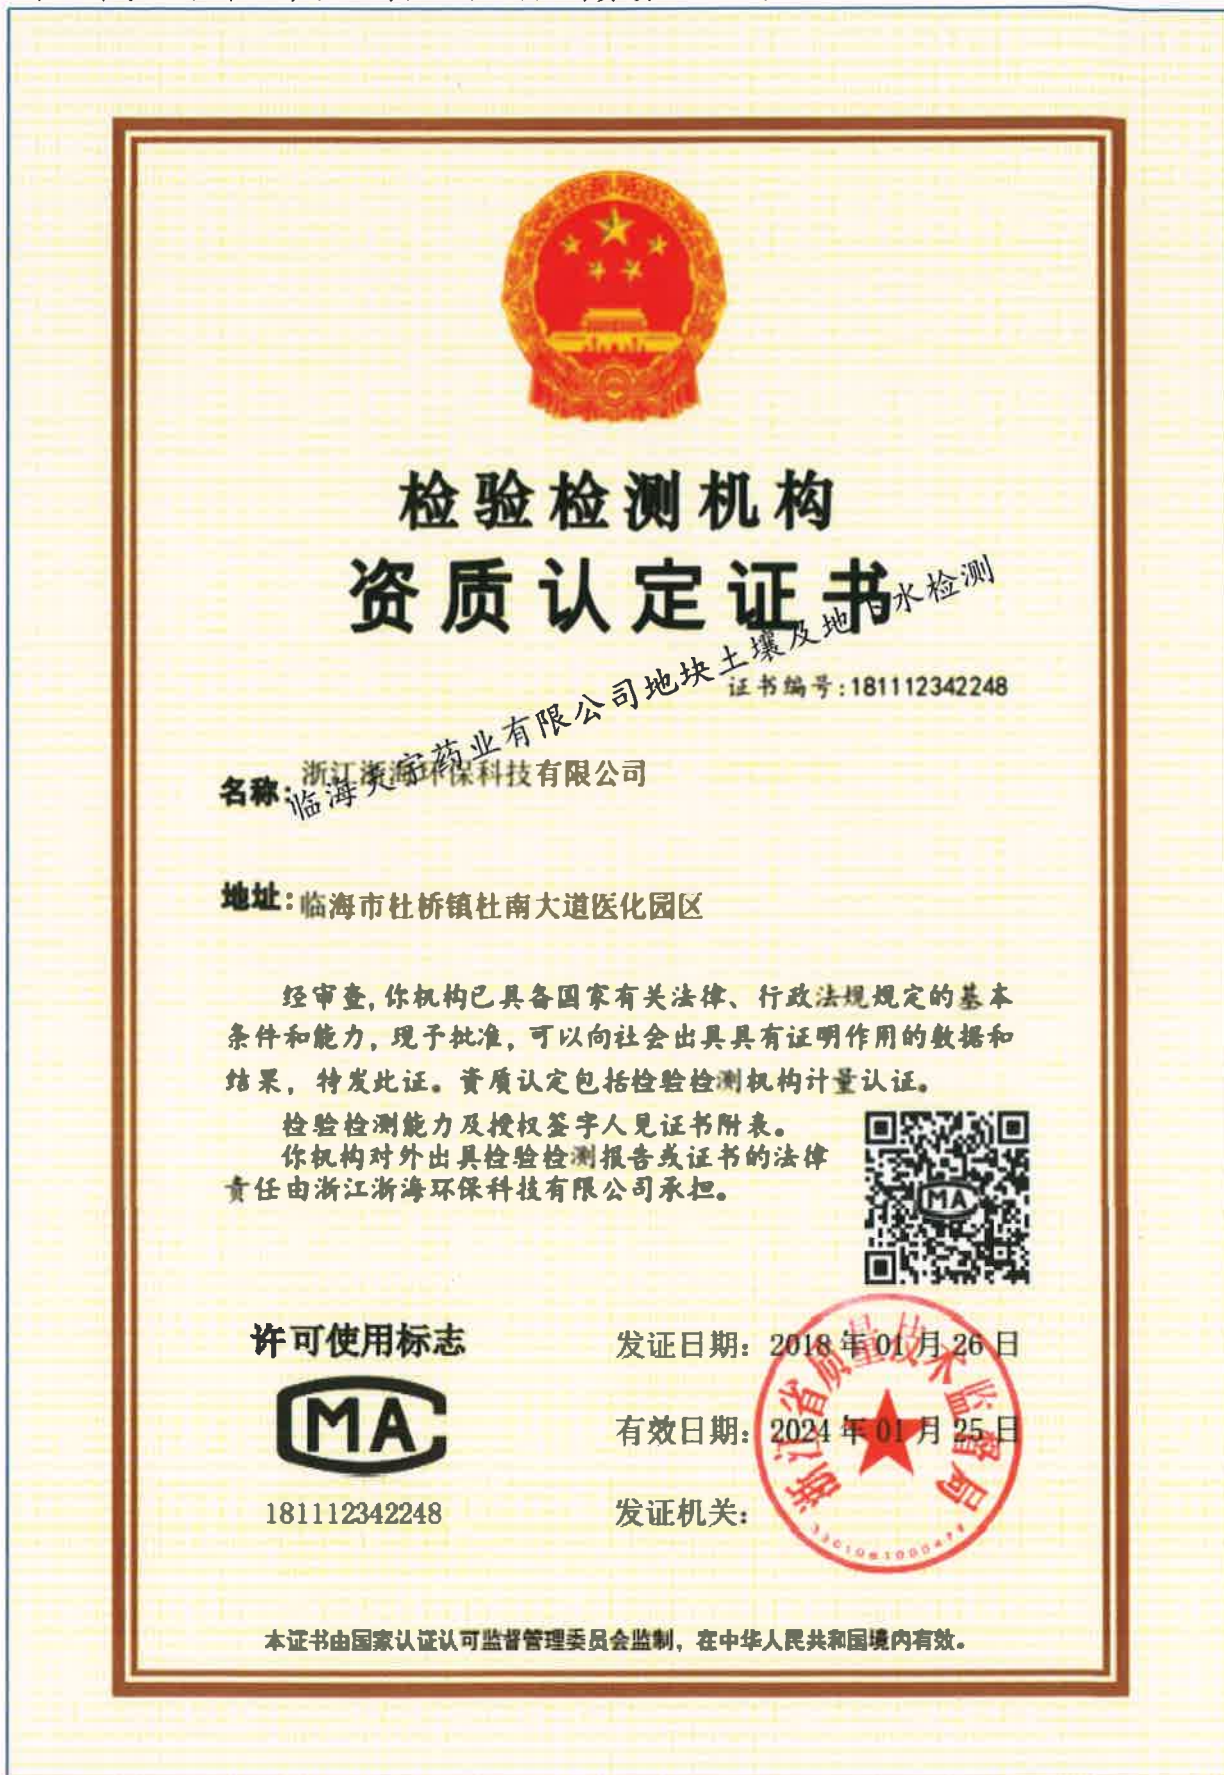 检验检测机构
资质认定证书
证书编号:181112342248
临海天宇药业有限公司地块土壤及地下水检测
名称:浙江浙海环保科技有限公司
地址:临海市杜桥镇杜南大道医化园区
经审查,你机构已具备国家有关法律、行政法规规定的基本
条件和能力,现予批准,可以向社会出具具有证明作用的数据和
结果,特发此证。资质认定包括检验检测机构计量认证。
检验检测能力及授权签字人见证书附表。
你机构对外出具检验检测报告或证书的法律
责任由浙江浙海环保科技有限公司承担。
MA
许可使用标志
MA
181112342248
发证日期:2018年01月26日
有效日期:2024年01月25日
发证机关:
浙江省质量技术监督局
本证书由国家认证认可监督管理委员会监制,在中华人民共和国境内有效。